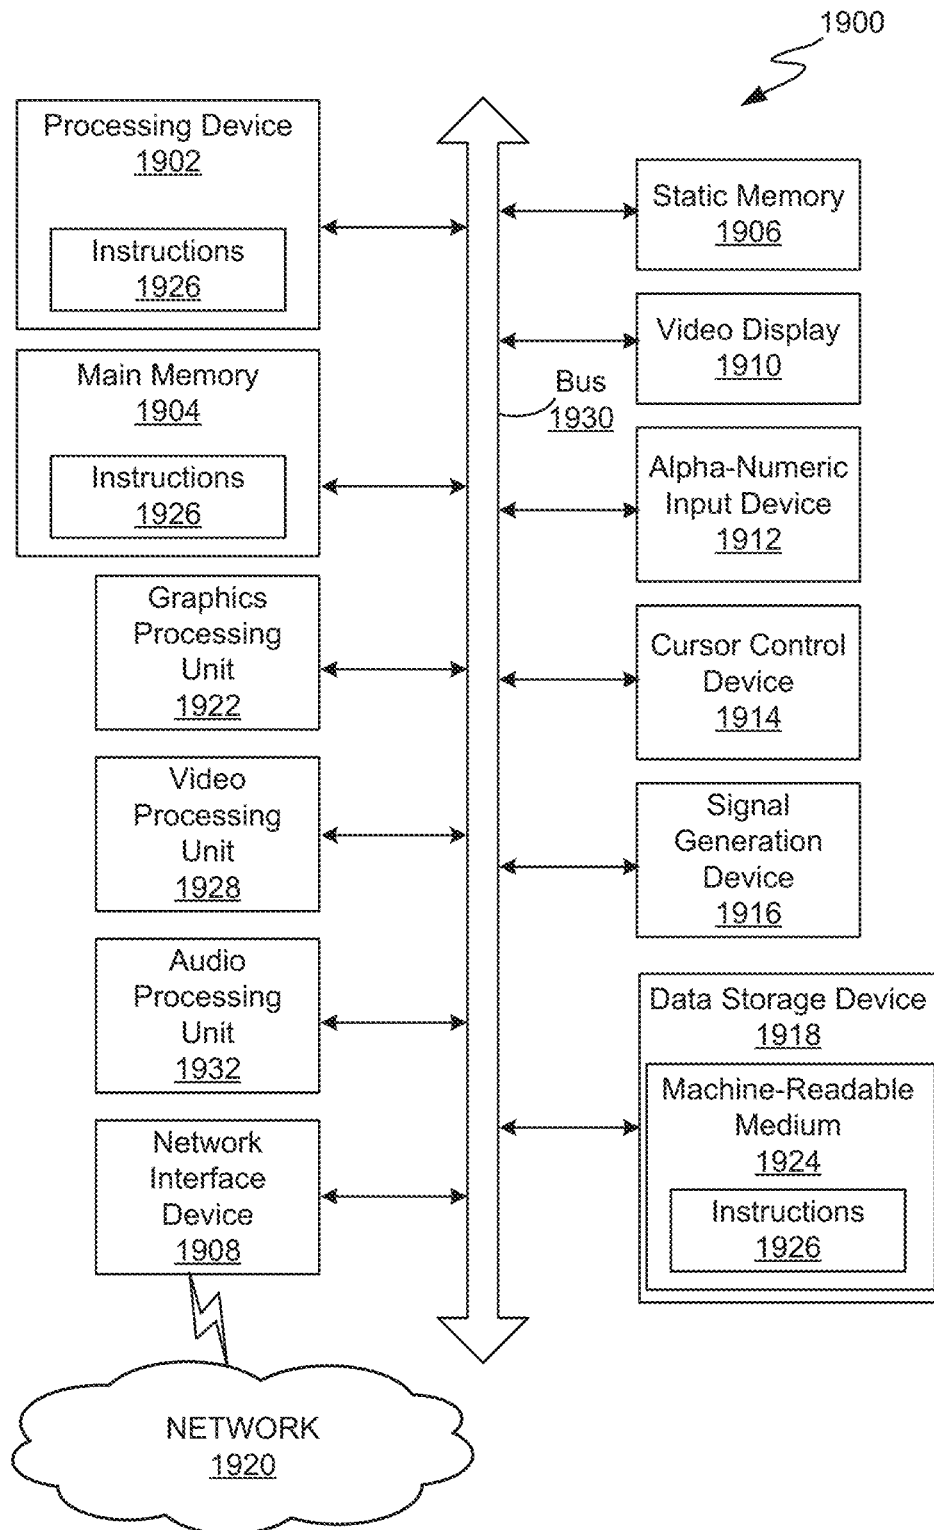 1900
Processing Device
1902
Instructions
1926
Main Memory
1904
Instructions
1926
Graphics
Processing
Unit
1922
Video
Processing
Unit
1928
Audio
Processing
Unit
1932
Network
Interface
Device
1908
NETWORK
1920
Bus
1930
Static Memory
1906
Video Display
1910
Alpha-Numeric
Input Device
1912
Cursor Control
Device
1914
Signal
Generation
Device
1916
Data Storage Device
1918
Machine-Readable
Medium
1924
Instructions
1926